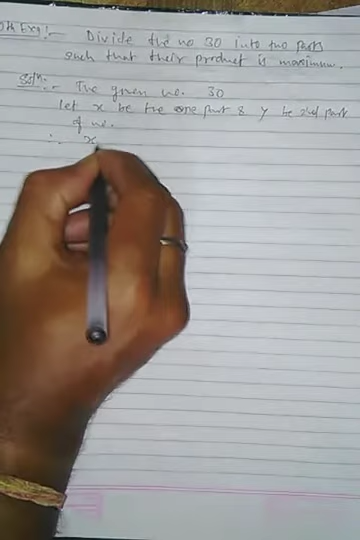 Exq:- Divide the no 30 into two parts
such that their product is maximum.
Soln:- The given no. 30
let x be the one part & y be 2nd part
of no.
∴ x